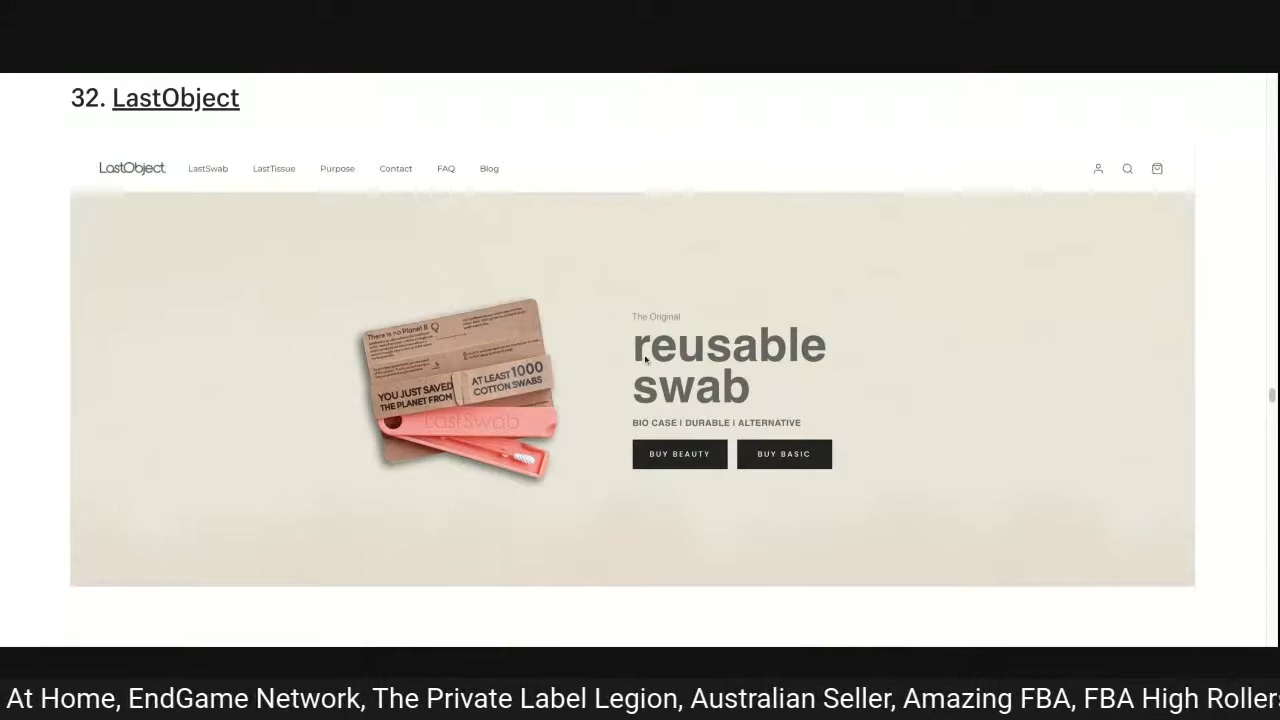 32. LastObject
LastObject LastSwab LastTissue Purpose Contact FAQ Blog
There is no Planet B
YOU JUST SAVED
THE PLANET FROM
AT LEAST 1000
COTTON SWABS
LastSwab
The Original
reusable
swab
BIO CASE | DURABLE | ALTERNATIVE
BUY BEAUTY BUY BASIC
At Home, EndGame Network, The Private Label Legion, Australian Seller, Amazing FBA, FBA High Roller